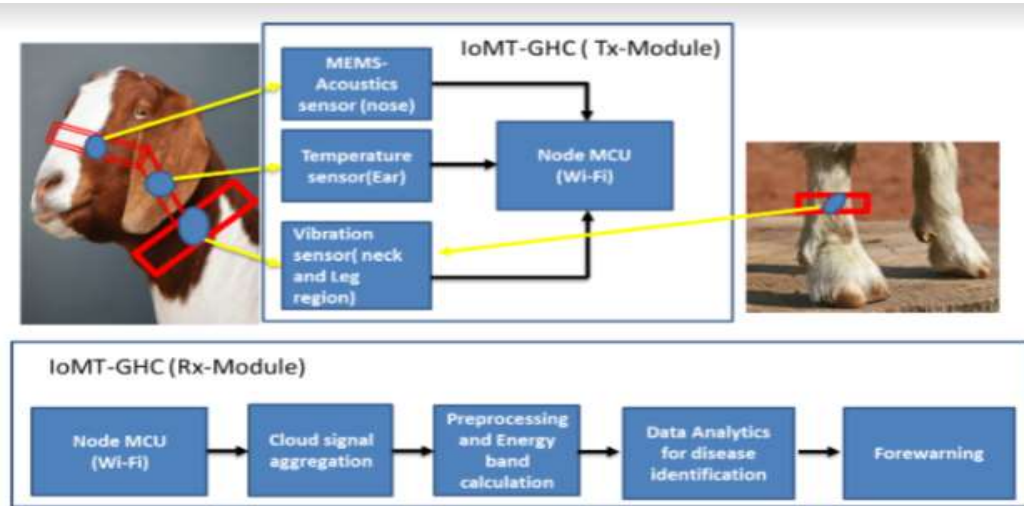 IoMT-GHC ( Tx-Module)
MEMS-
Acoustics
sensor (nose)
Temperature
sensor(Ear)
Vibration
sensor( neck
and Leg
region)
Node MCU
(Wi-Fi)
IoMT-GHC (Rx-Module)
Node MCU
(Wi-Fi)
Cloud signal
aggregation
Preprocessing
and Energy
band
calculation
Data Analytics
for disease
identification
Forewarning